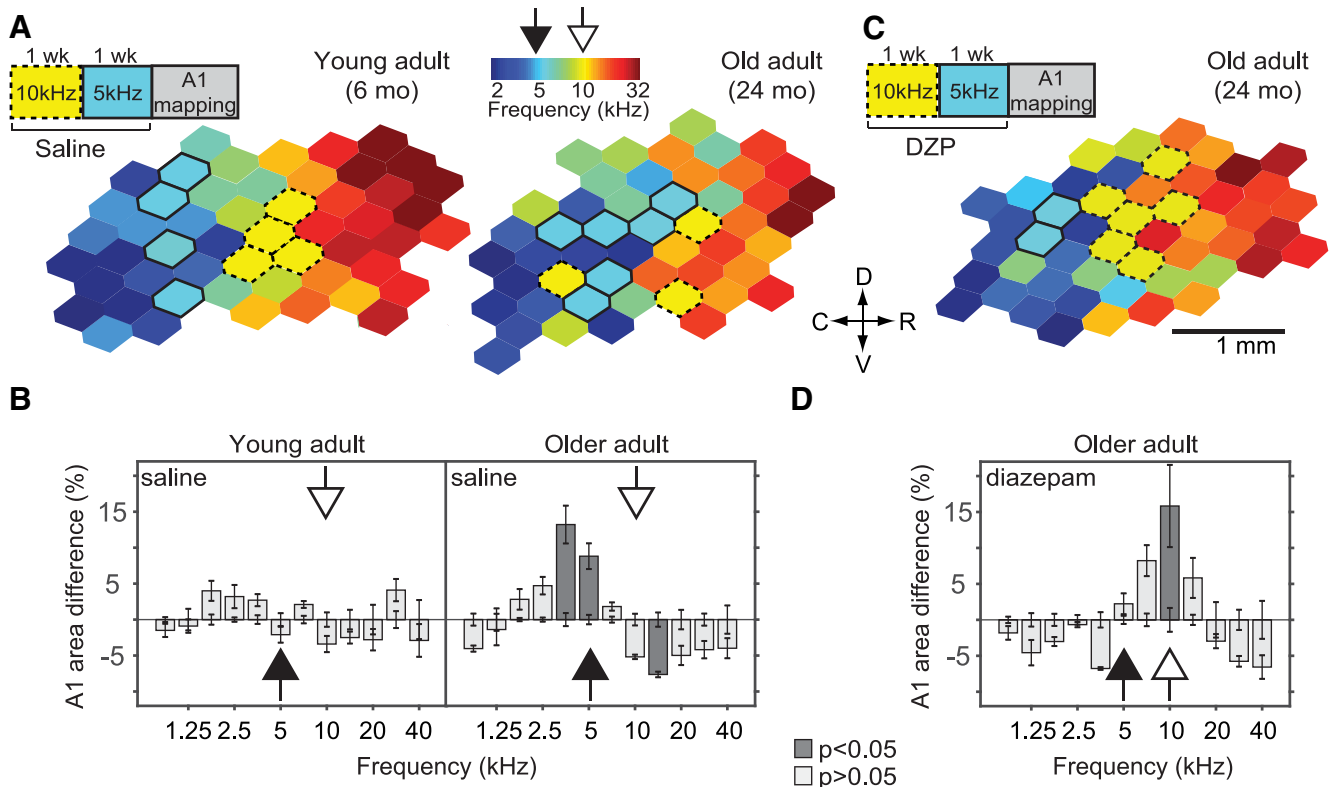 A
1 wk 1 wk
10kHz 5kHz A1 mapping
Saline
Young adult
(6 mo)
2 5 10 32
Frequency (kHz)
Old adult
(24 mo)
C
1 wk 1 wk
10kHz 5kHz A1 mapping
DZP
Old adult
(24 mo)
D
C R
V
1 mm
B
Young adult Older adult
saline saline
A1 area difference (%)
15
5
-5
1.25 2.5 5 10 20 40 1.25 2.5 5 10 20 40
Frequency (kHz)
p<0.05
p>0.05
D
Older adult
diazepam
A1 area difference (%)
15
5
-5
1.25 2.5 5 10 20 40
Frequency (kHz)